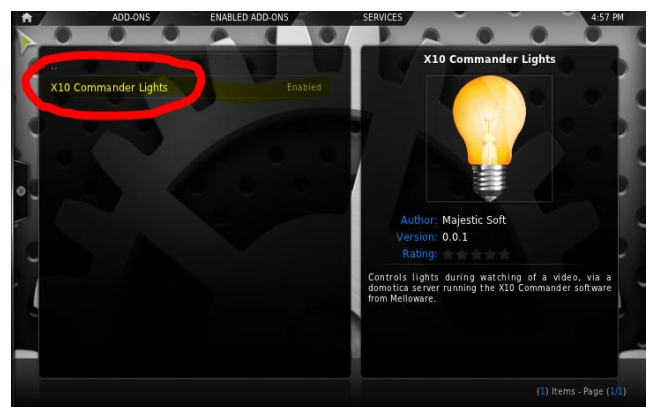 ADD-ONS ENABLED ADD-ONS SERVICES 4:57 PM
..
X10 Commander Lights Enabled
X10 Commander Lights
Author: Majestic Soft
Version: 0.0.1
Rating:
Controls lights during watching of a video, via a
domotica server running the X10 Commander software
from Melloware.
(1) Items - Page (1/1)